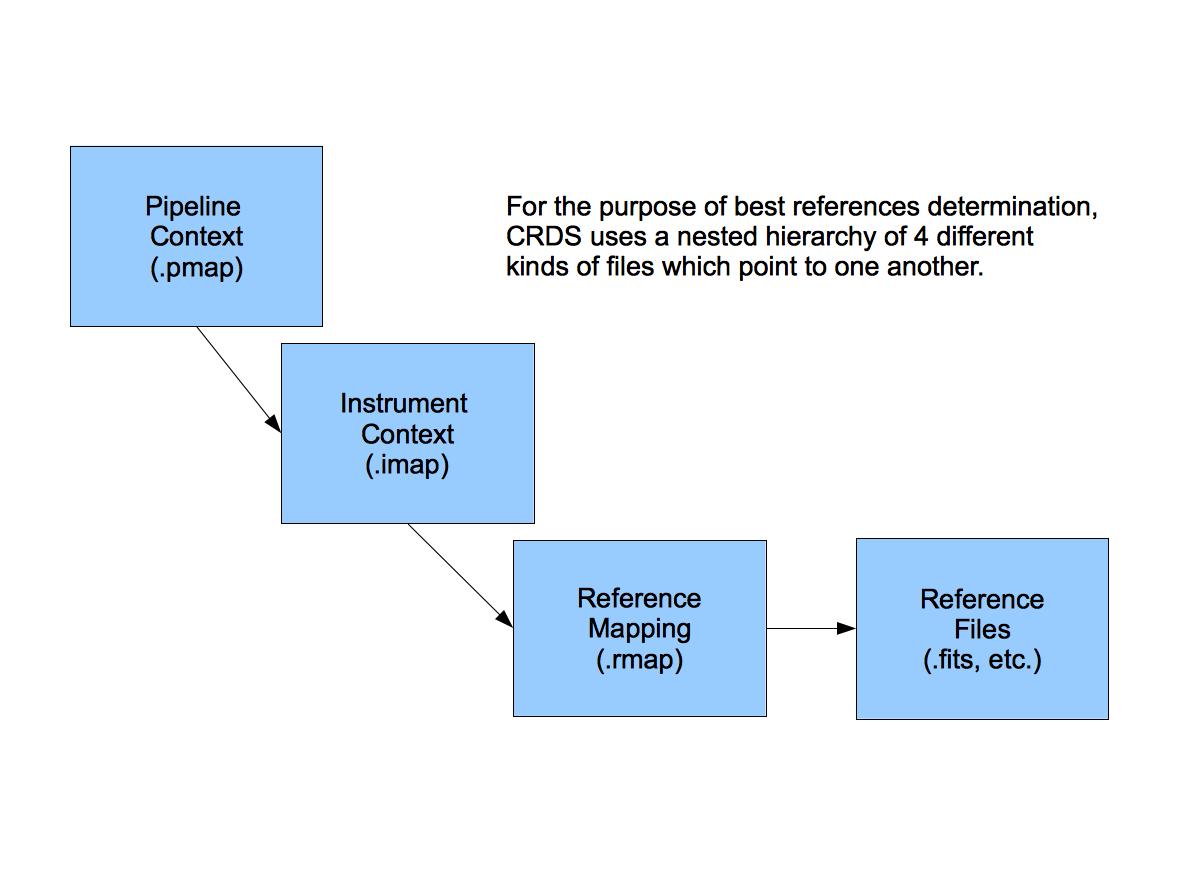 Pipeline
Context
(.pmap)
For the purpose of best references determination,
CRDS uses a nested hierarchy of 4 different
kinds of files which point to one another.
Instrument
Context
(.imap)
Reference
Mapping
(.rmap)
Reference
Files
(.fits, etc.)